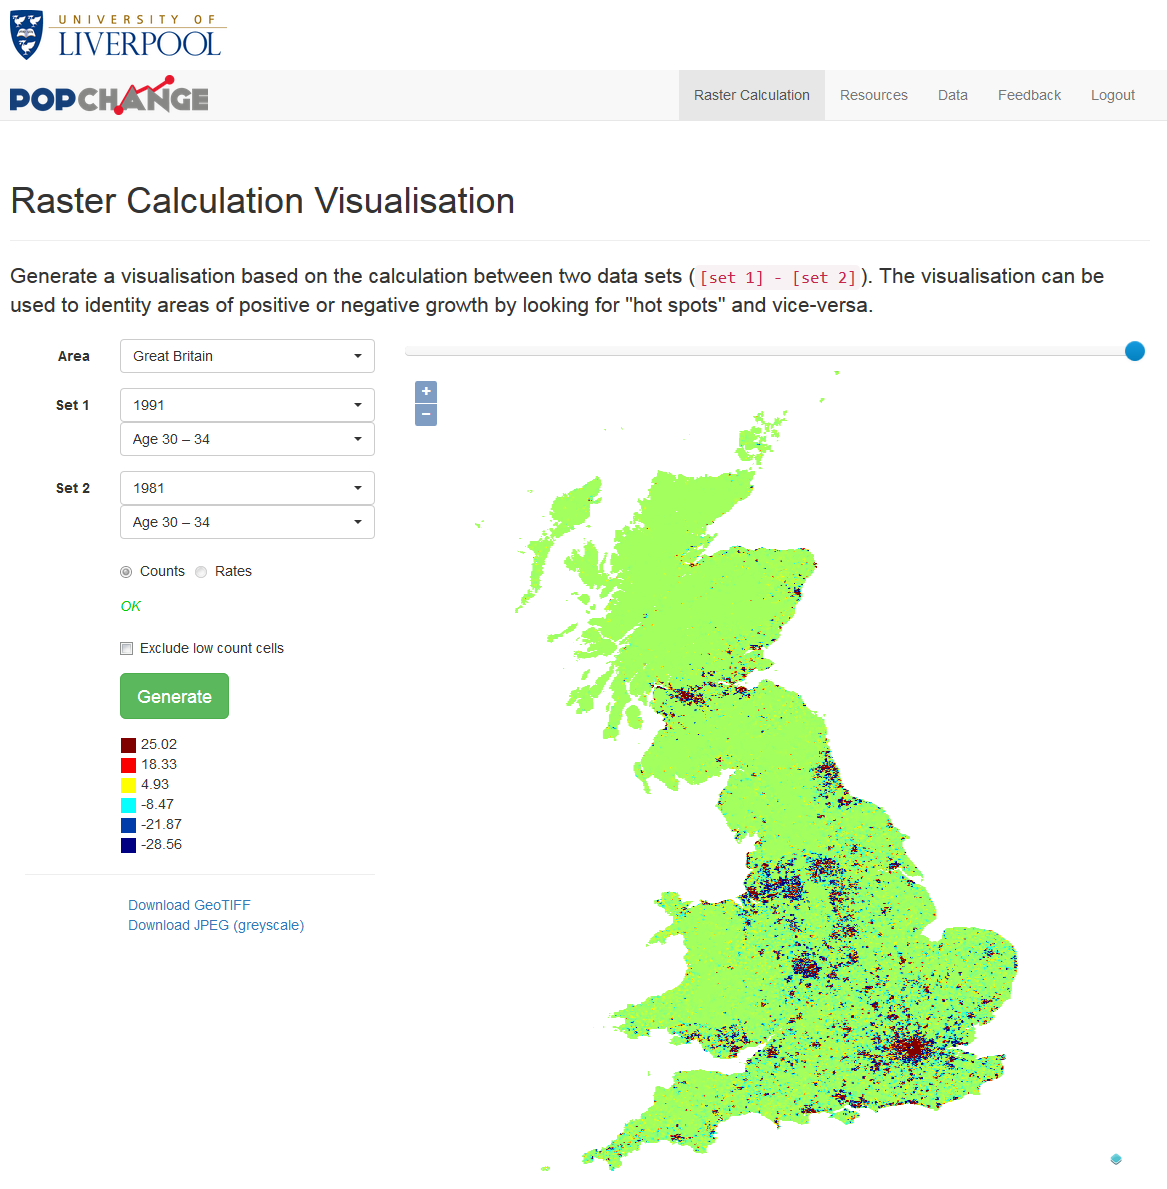 UNIVERSITY OF
LIVERPOOL
POPCHANGE
Raster Calculation
Resources
Data
Feedback
Logout
Raster Calculation Visualisation
Generate a visualisation based on the calculation between two data sets ( [set 1] - [set 2] ). The visualisation can be
used to identity areas of positive or negative growth by looking for "hot spots" and vice-versa.
Area
Great Britain
Set 1
1991
Age 30 – 34
Set 2
1981
Age 30 – 34
Counts
Rates
OK
Exclude low count cells
Generate
25.02
18.33
4.93
-8.47
-21.87
-28.56
Download GeoTIFF
Download JPEG (greyscale)
+
−